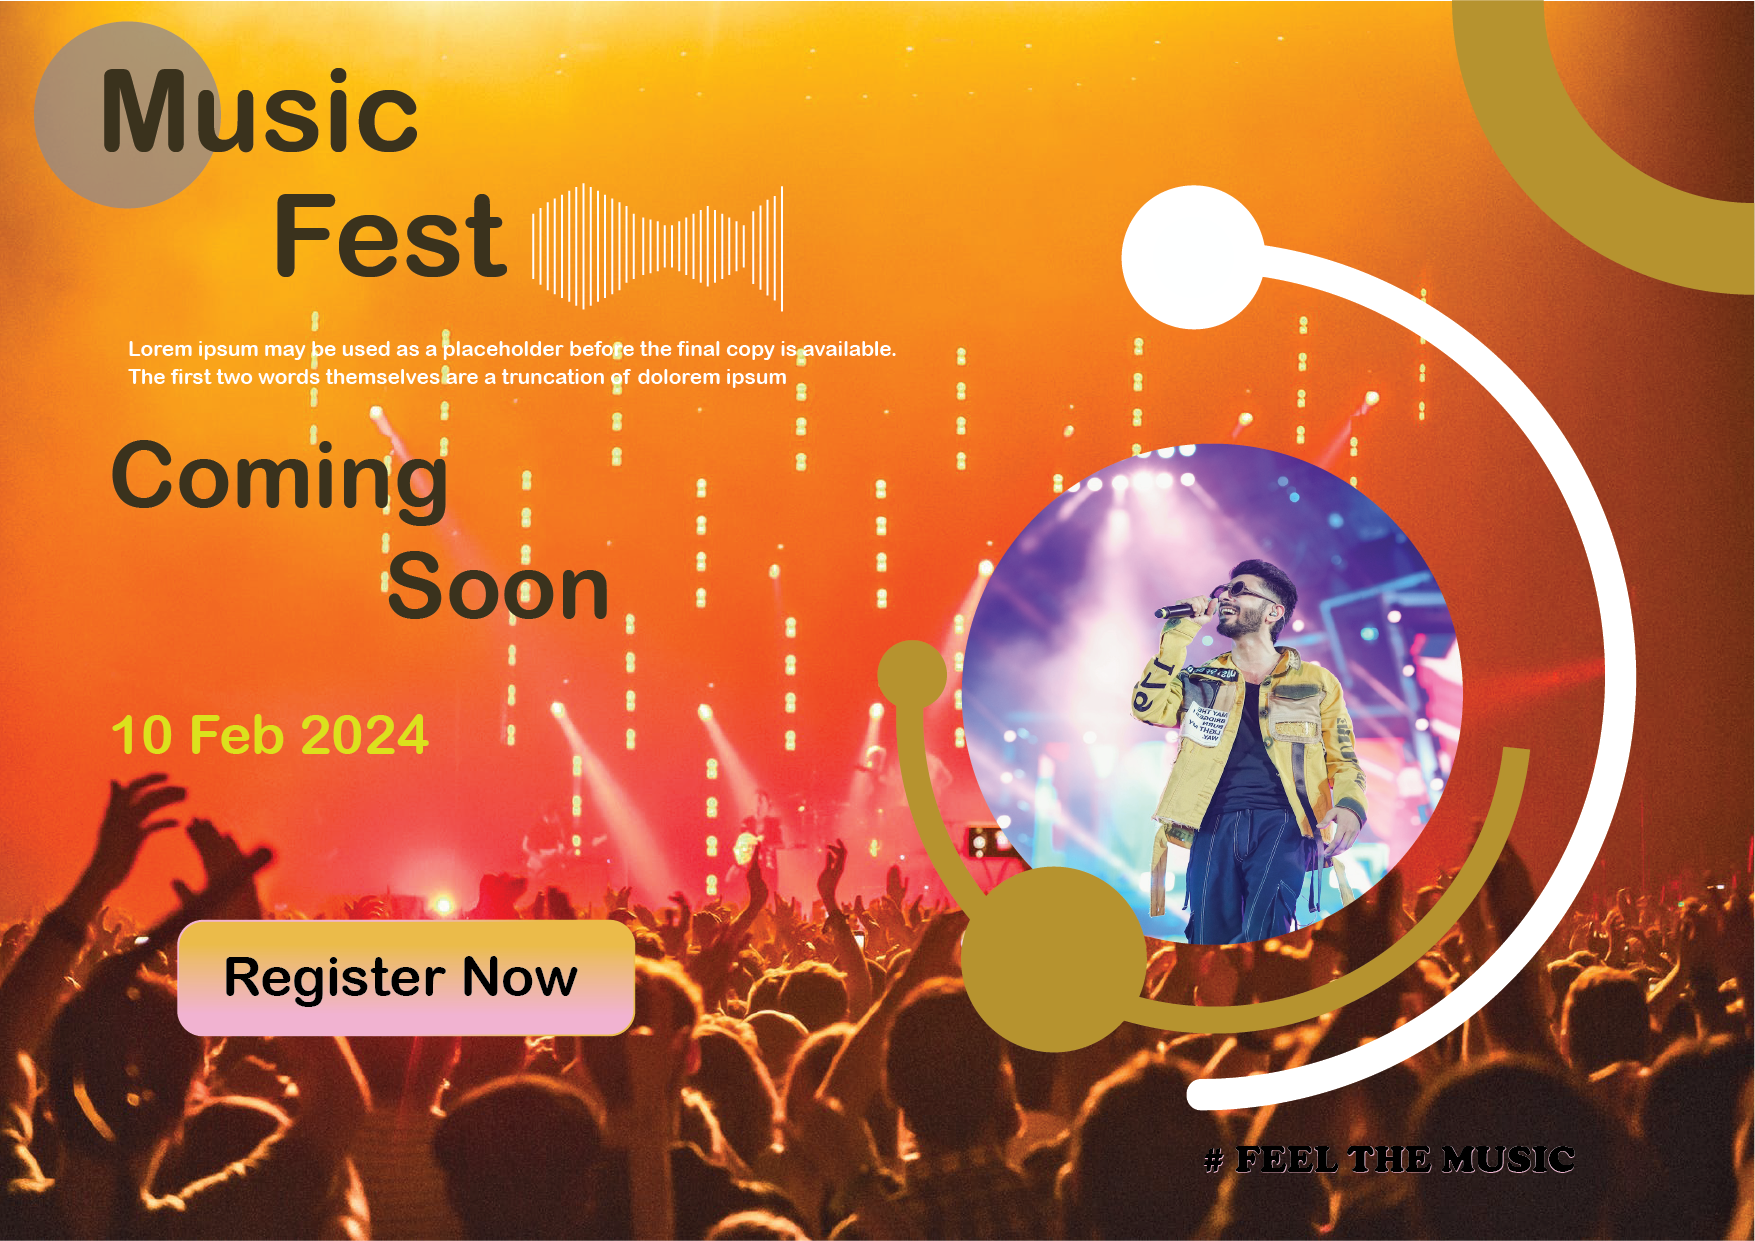 Music
Fest
Lorem ipsum may be used as a placeholder before the final copy is available.
The first two words themselves are a truncation of dolorem ipsum
Coming
Soon
10 Feb 2024
Register Now
# FEEL THE MUSIC